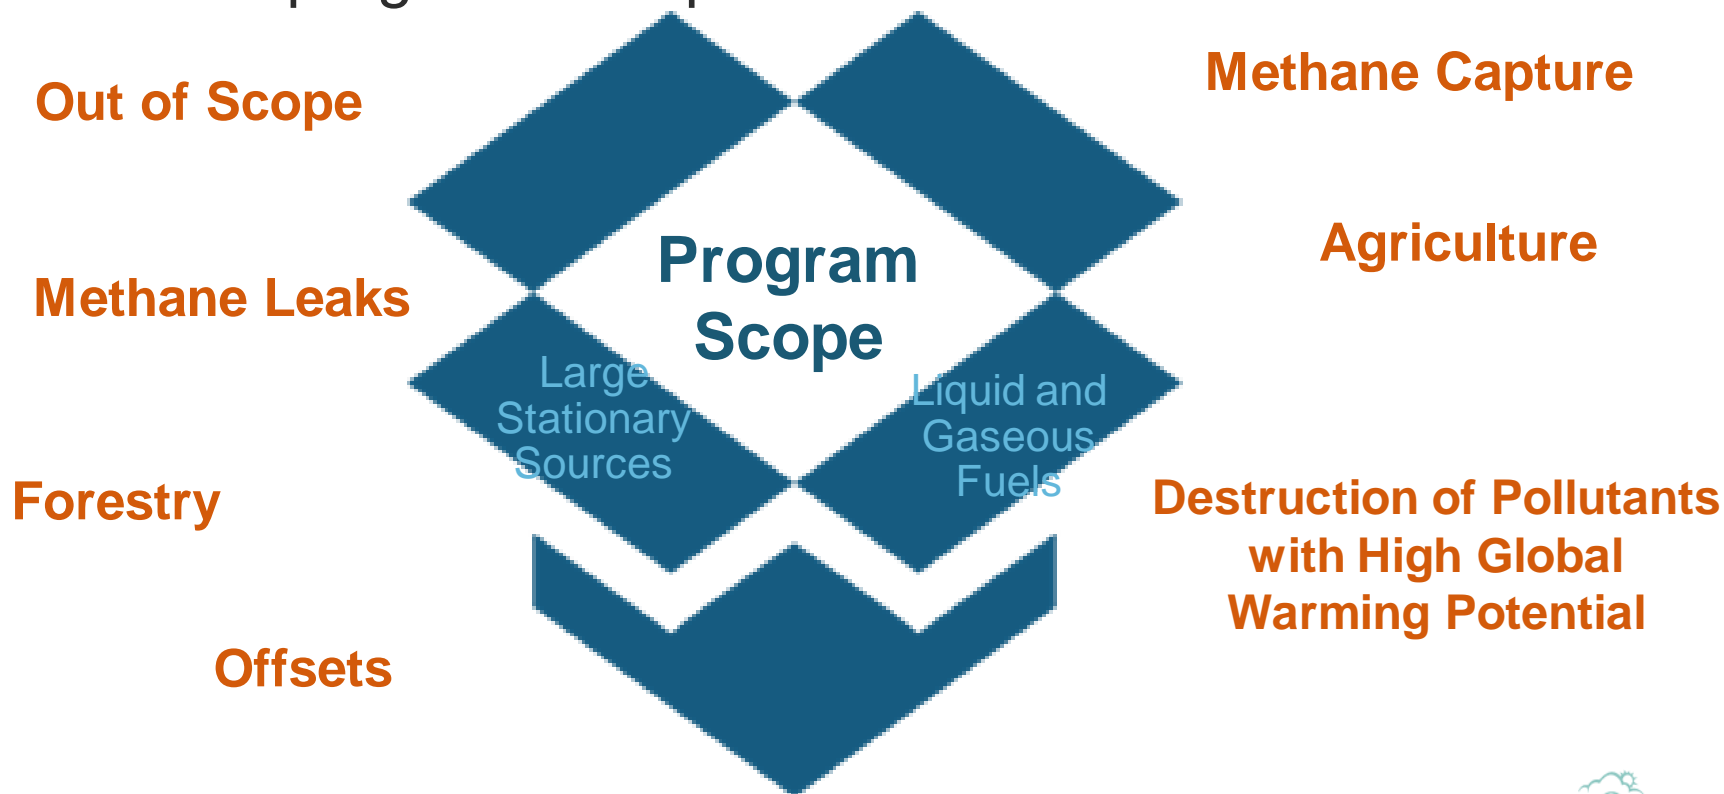 Out of Scope
Methane Capture
Program
Scope
Agriculture
Methane Leaks
Large
Stationary
Sources
Liquid and
Gaseous
Fuels
Forestry
Destruction of Pollutants
with High Global
Warming Potential
Offsets